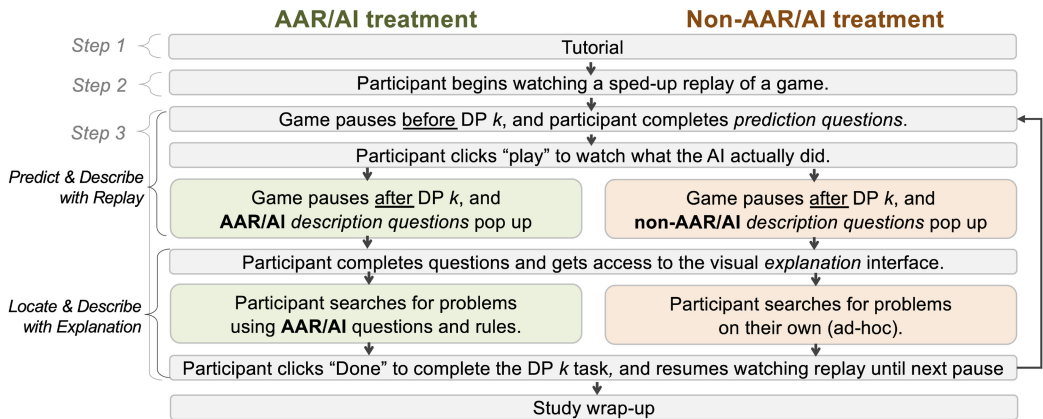 AAR/AI treatment
Non-AAR/AI treatment
Step 1
Tutorial
Step 2
Participant begins watching a sped-up replay of a game.
Step 3
Game pauses before DP k, and participant completes prediction questions.
Participant clicks “play” to watch what the AI actually did.
Predict & Describe
with Replay
Game pauses after DP k, and
AAR/AI description questions pop up
Game pauses after DP k, and
non-AAR/AI description questions pop up
Participant completes questions and gets access to the visual explanation interface.
Locate & Describe
with Explanation
Participant searches for problems
using AAR/AI questions and rules.
Participant searches for problems
on their own (ad-hoc).
Participant clicks “Done” to complete the DP k task, and resumes watching replay until next pause
Study wrap-up